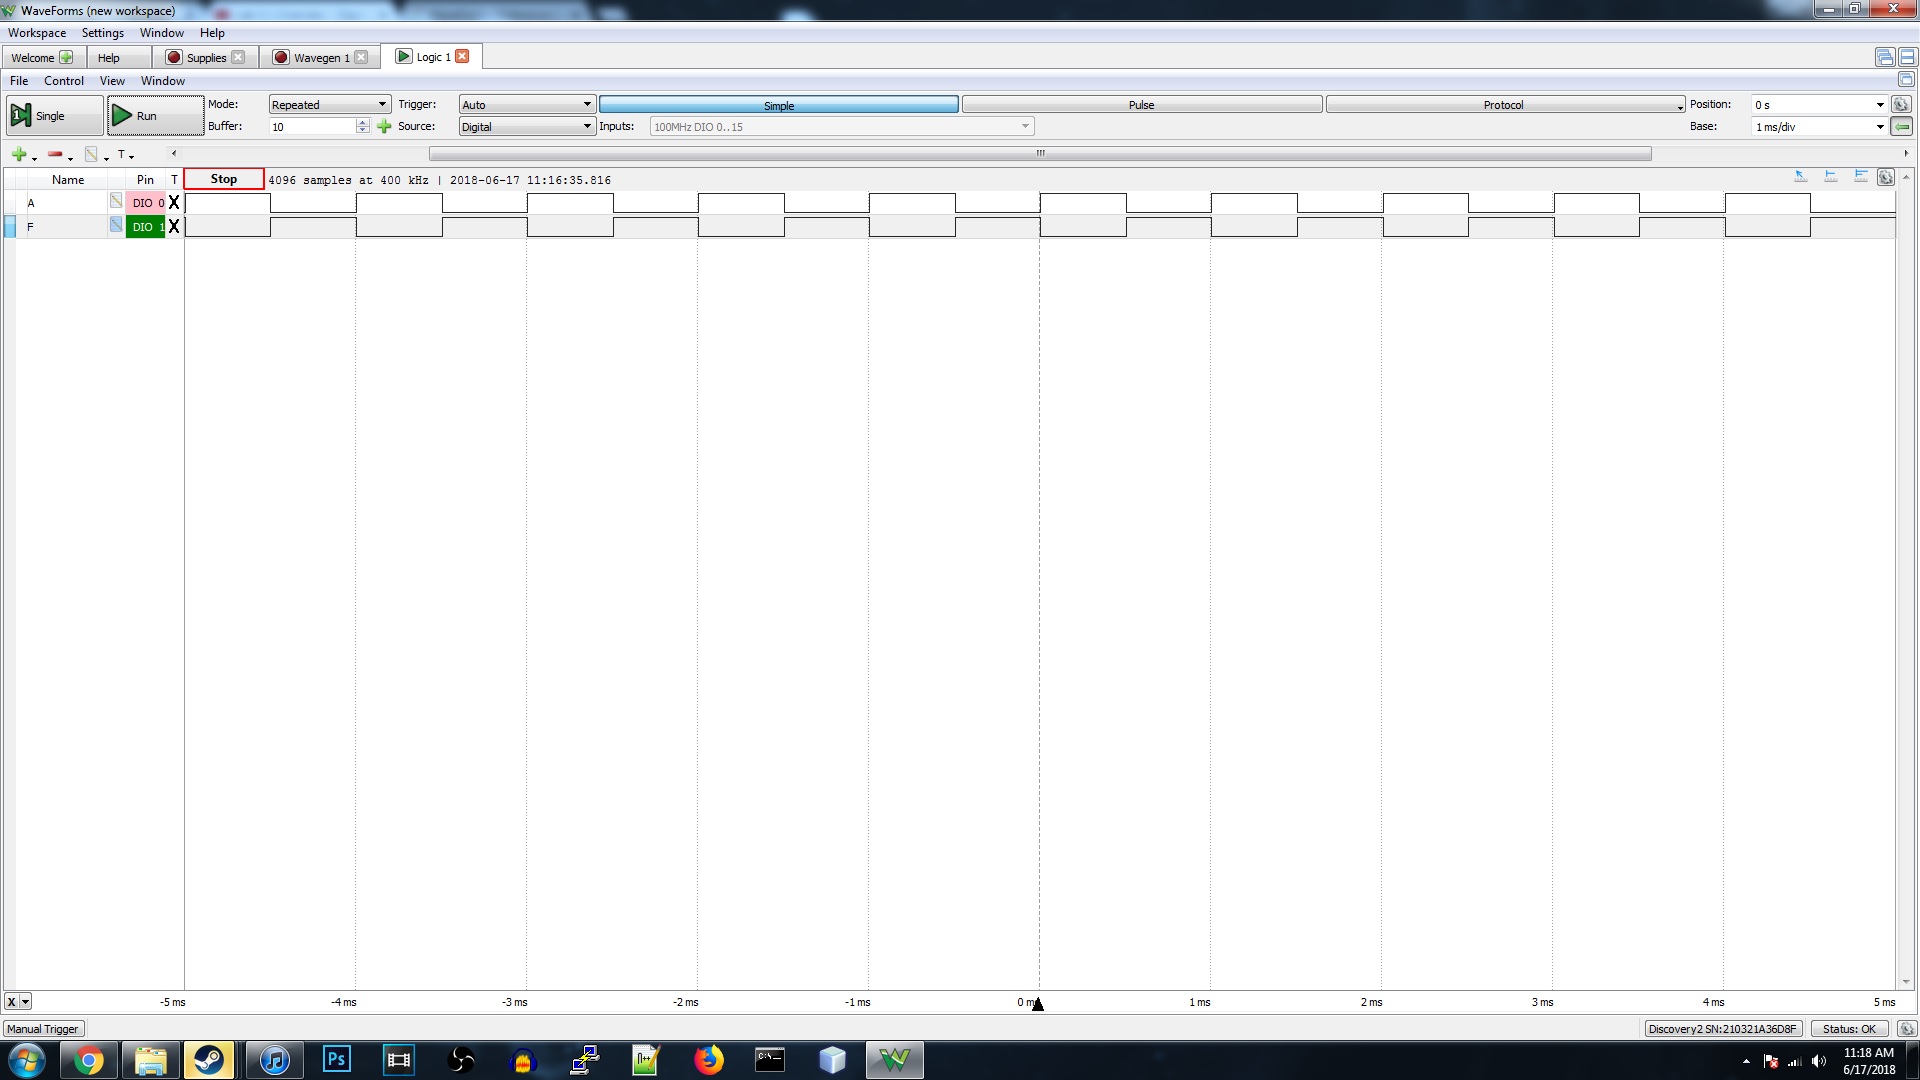 WaveForms (new workspace)
Workspace Settings Window Help
Welcome Help Supplies Wavegen 1 Logic 1
File Control View Window
Single Run Mode: Repeated Trigger: Auto Simple Pulse Protocol Position: 0 s
Buffer: 10 Source: Digital Inputs: 100MHz DIO 0..15 Base: 1 ms/div
T
Name Pin T Stop 4096 samples at 400 kHz | 2018-06-17 11:16:35.816
A DIO 0 X
F DIO 1 X
X -5 ms -4 ms -3 ms -2 ms -1 ms 0 ms 1 ms 2 ms 3 ms 4 ms 5 ms
Manual Trigger Discovery2 SN:210321A36D8F Status: OK
Ps
11:18 AM
6/17/2018